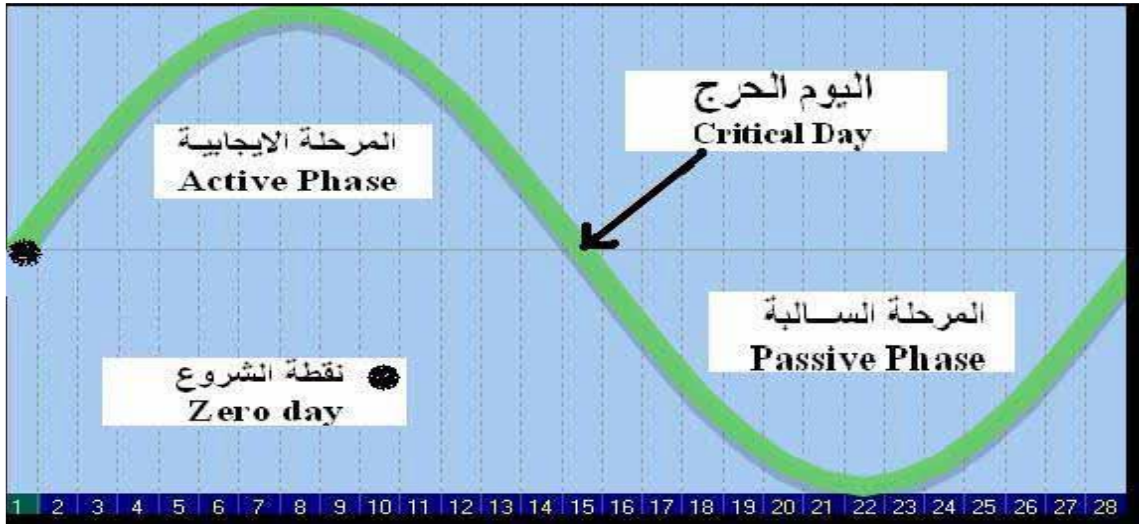 اليوم الحرج
Critical Day
المرحلة الايجابية
Active Phase
المرحلة السالبة
Passive Phase
نقطة الشروع
Zero day
1 2 3 4 5 6 7 8 9 10 11 12 13 14 15 16 17 18 19 20 21 22 23 24 25 26 27 28